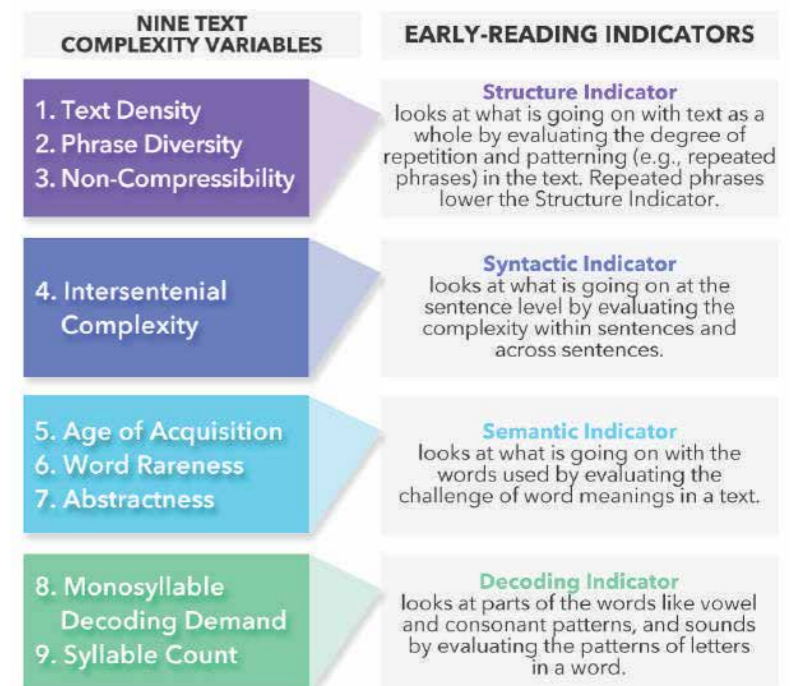 NINE TEXT
COMPLEXITY VARIABLES
EARLY-READING INDICATORS
1. Text Density
2. Phrase Diversity
3. Non-Compressibility
Structure Indicator
looks at what is going on with text as a
whole by evaluating the degree of
repetition and patterning (e.g., repeated
phrases) in the text. Repeated phrases
lower the Structure Indicator.
4. Intersentenial
Complexity
Syntactic Indicator
looks at what is going on at the
sentence level by evaluating the
complexity within sentences and
across sentences.
5. Age of Acquisition
6. Word Rareness
7. Abstractness
Semantic Indicator
looks at what is going on with the
words used by evaluating the
challenge of word meanings in a text.
8. Monosyllable
Decoding Demand
9. Syllable Count
Decoding Indicator
looks at parts of the words like vowel
and consonant patterns, and sounds
by evaluating the patterns of letters
in a word.